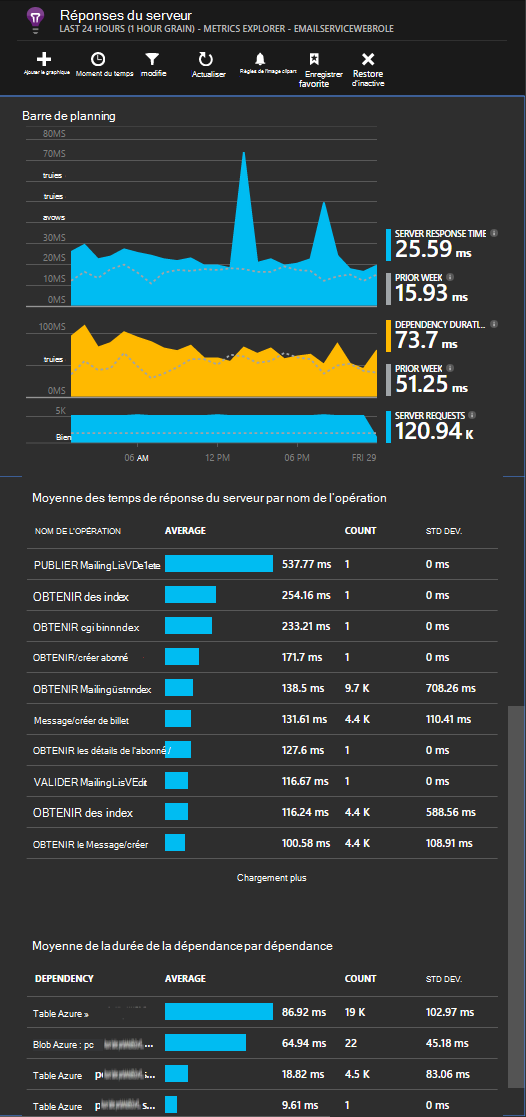 Réponses du serveur
LAST 24 HOURS (1 HOUR GRAIN) - METRICS EXPLORER - EMAILSERVICEWEBROLE
Ajouter le graphique
Moment du temps
modifie
Actualiser
Règles de l'image clipart
Enregistrer favorite
Restore d'inactive
Barre de planning
80MS
70MS
truies
truies
avows
30MS
20MS
10MS
0MS
SERVER RESPONSE TIME
25.59 ms
PRIOR WEEK
15.93 ms
100MS
truies
0MS
DEPENDENCY DURATI...
73.7 ms
PRIOR WEEK
51.25 ms
5K
Bien
SERVER REQUESTS
120.94 K
06 AM 12 PM 06 PM FRI 29
Moyenne des temps de réponse du serveur par nom de l'opération
NOM DE L'OPÉRATION AVERAGE COUNT STD DEV.
PUBLIER MailingLisVDe1ete 537.77 ms 1 0 ms
OBTENIR des index 254.16 ms 1 0 ms
OBTENIR cgi binnndex 233.21 ms 1 0 ms
OBTENIR/créer abonné 171.7 ms 1 0 ms
OBTENIR Mailingüstnndex 138.5 ms 9.7 K 708.26 ms
Message/créer de billet 131.61 ms 4.4 K 110.41 ms
OBTENIR les détails de l'abonné / 127.6 ms 1 0 ms
VALIDER MailingLisVEdit 116.67 ms 1 0 ms
OBTENIR des index 116.24 ms 4.4 K 588.56 ms
OBTENIR le Message/créer 100.58 ms 4.4 K 108.91 ms
Chargement plus
Moyenne de la durée de la dépendance par dépendance
DEPENDENCY AVERAGE COUNT STD DEV.
Table Azure » 86.92 ms 19 K 102.97 ms
Blob Azure : pc ... 64.94 ms 22 45.18 ms
Table Azure p i... 18.82 ms 4.5 K 83.06 ms
Table Azure p s... 9.61 ms 1 0 ms